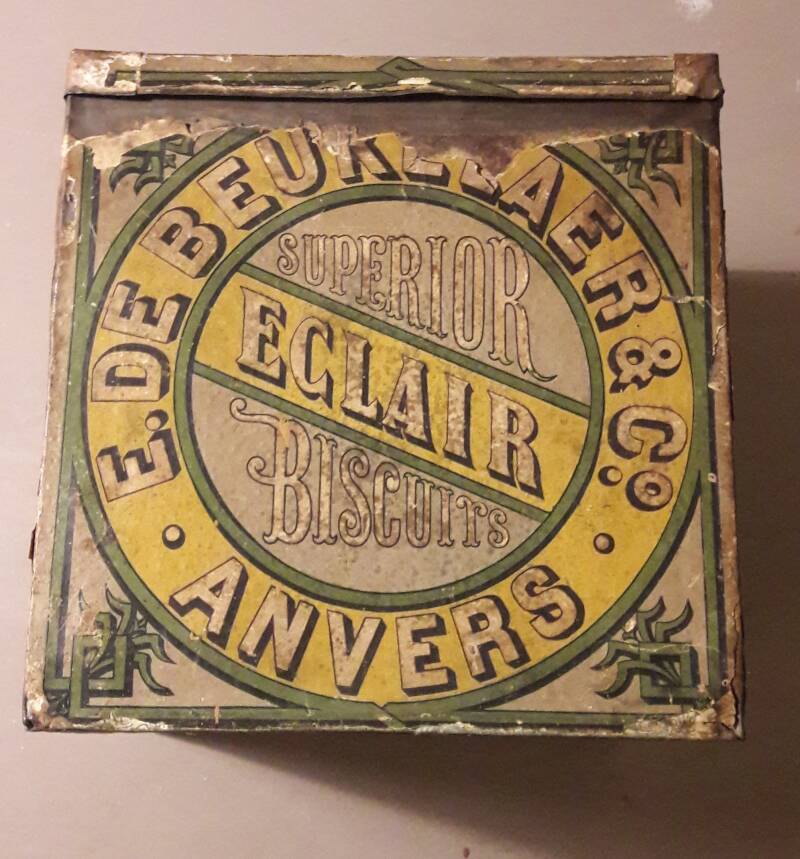 E. DE BEUKELAER & Co.
SUPERIOR
ECLAIR
BISCUITS
ANVERS